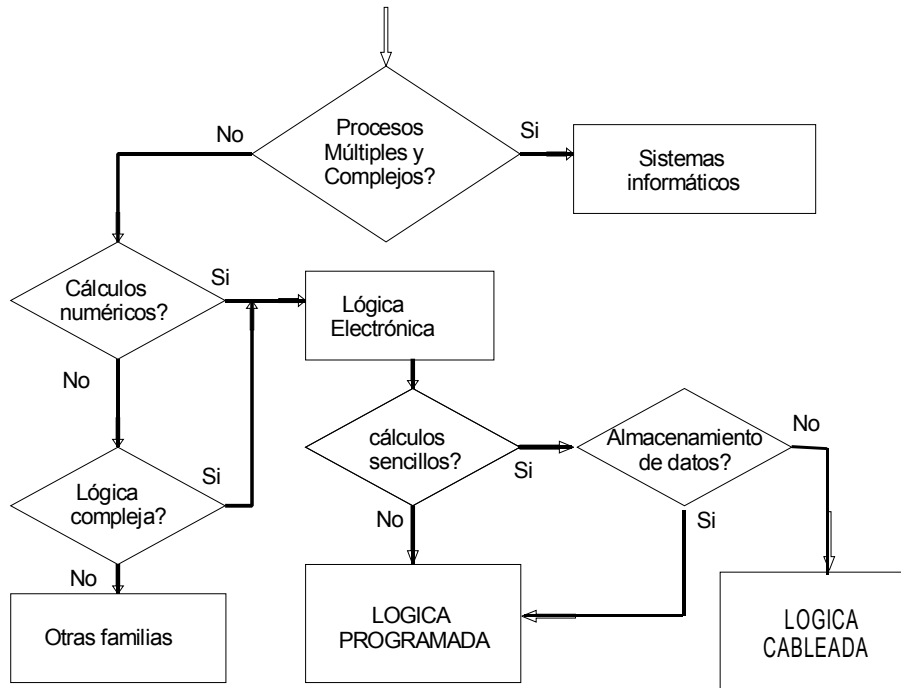 No
Procesos
Múltiples y
Complejos?
Si
Sistemas
informáticos
Cálculos
numéricos?
Si
Lógica
Electrónica
No
cálculos
sencillos?
Si
Almacenamiento
de datos?
No
Lógica
compleja?
Si
No
Si
No
Otras familias
LOGICA
PROGRAMADA
LOGICA
CABLEADA